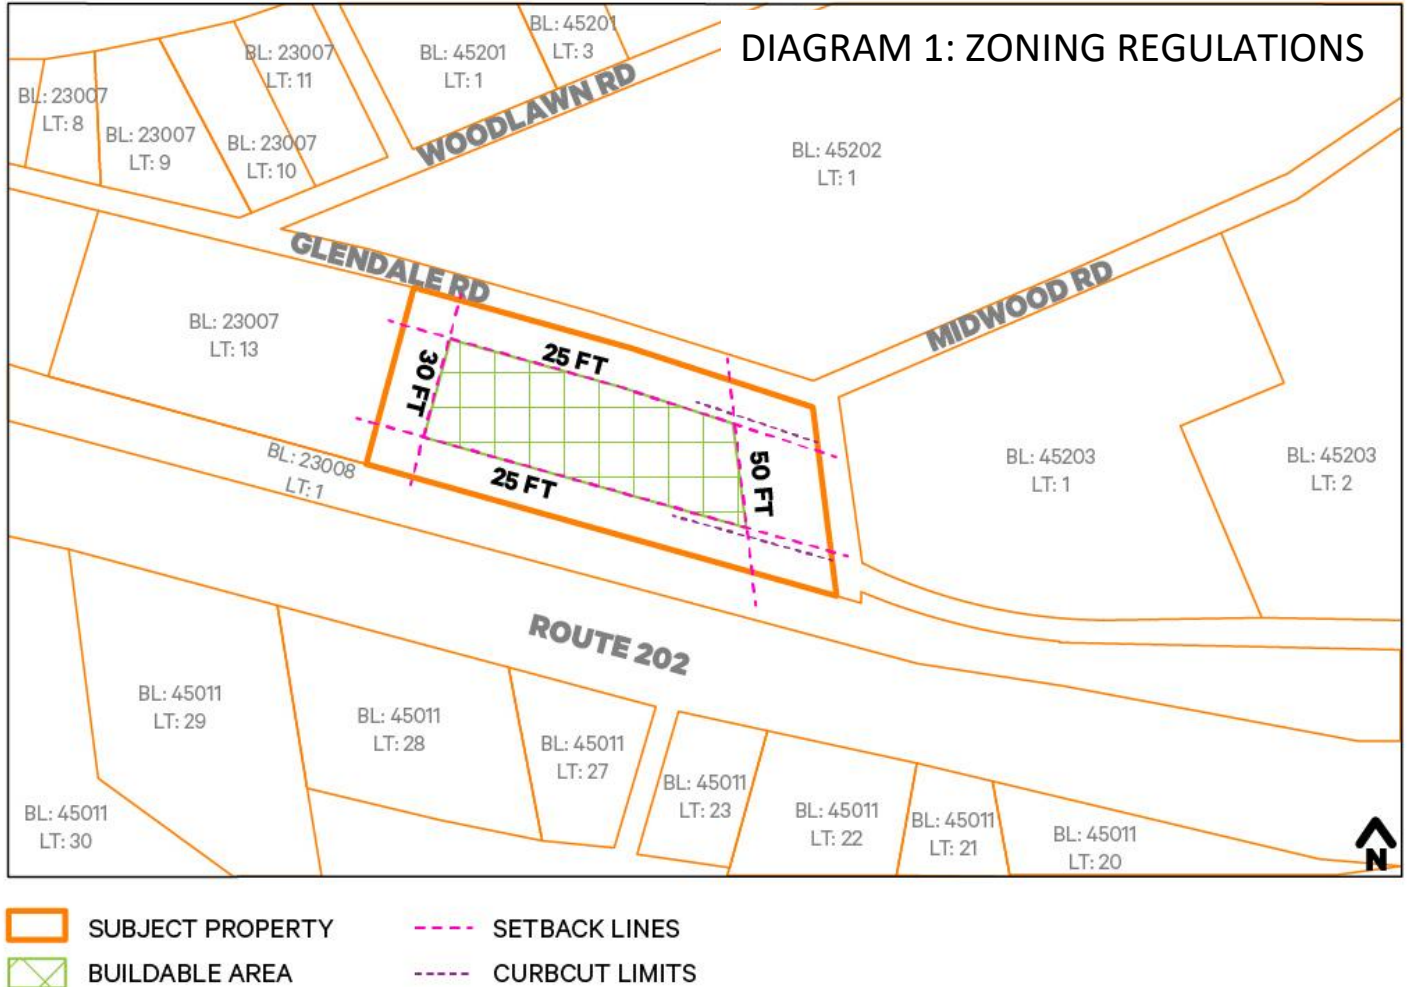 DIAGRAM 1: ZONING REGULATIONS
BL: 45201
LT: 3
BL: 23007
LT: 11
BL: 45201
LT: 1
BL: 23007
LT: 8
BL: 23007
LT: 9
BL: 23007
LT: 10
WOODLAWN RD
BL: 45202
LT: 1
GLENDALE RD
MIDWOOD RD
BL: 23007
LT: 13
25 FT
30 FT
50 FT
25 FT
BL: 23008
LT: 1
BL: 45203
LT: 1
BL: 45203
LT: 2
ROUTE 202
BL: 45011
LT: 29
BL: 45011
LT: 28
BL: 45011
LT: 27
BL: 45011
LT: 23
BL: 45011
LT: 30
BL: 45011
LT: 22
BL: 45011
LT: 21
BL: 45011
LT: 20
N
SUBJECT PROPERTY
SETBACK LINES
BUILDABLE AREA
CURBCUT LIMITS